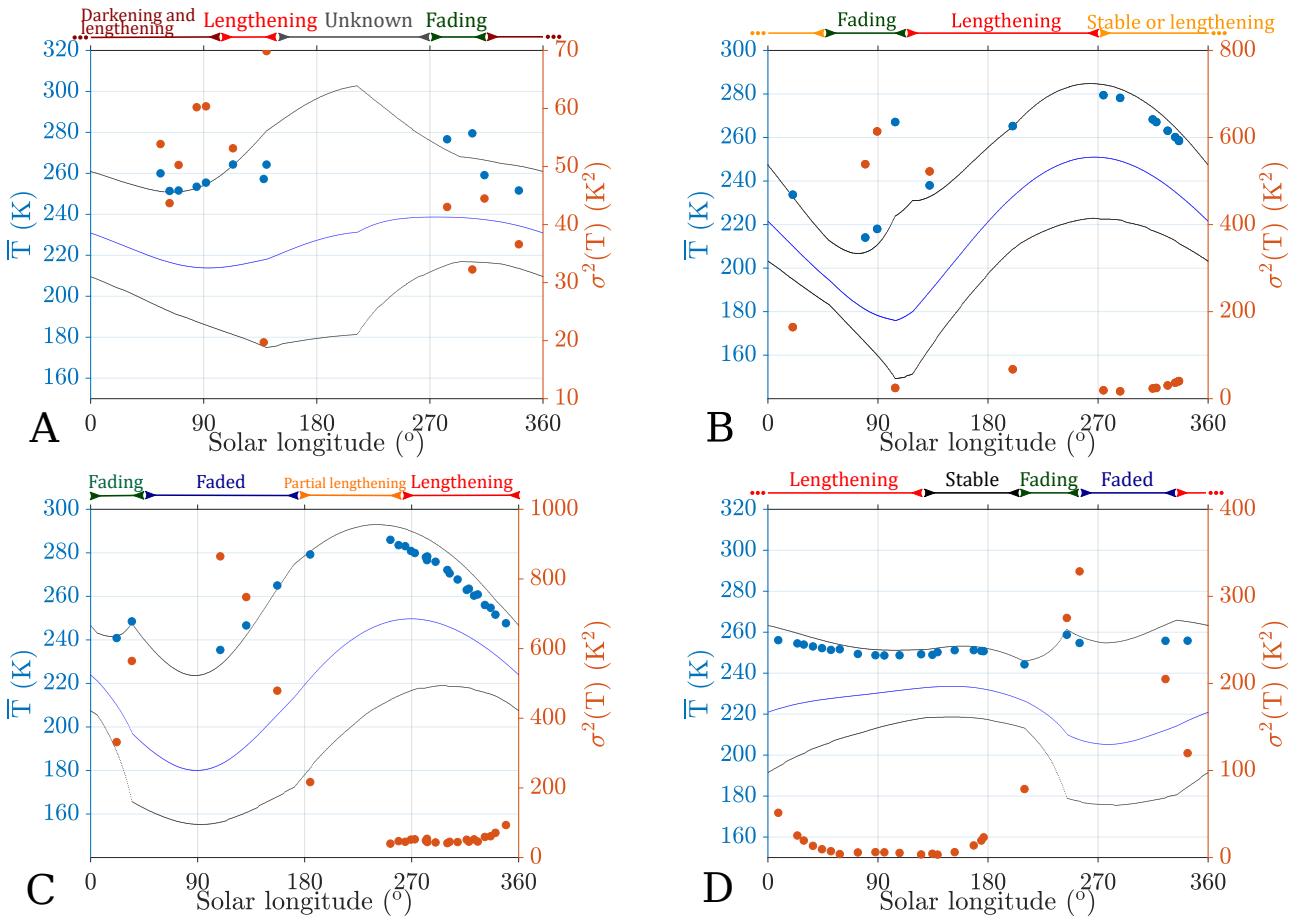 Darkening and
lengthening
Lengthening
Unknown
Fading
320
300
280
260
240
220
200
180
160
T̅ (K)
70
60
50
40
30
20
10
σ²(T) (K²)
0 90 180 270 360
Solar longitude (°)
A
Fading
Lengthening
Stable or lengthening
300
280
260
240
220
200
180
160
T̅ (K)
800
600
400
200
0
σ²(T) (K²)
0 90 180 270 360
Solar longitude (°)
B
Fading
Faded
Partial lengthening
Lengthening
300
280
260
240
220
200
180
160
T̅ (K)
1000
800
600
400
200
0
σ²(T) (K²)
0 90 180 270 360
Solar longitude (°)
C
Lengthening
Stable
Fading
Faded
320
300
280
260
240
220
200
180
160
T̅ (K)
400
300
200
100
0
σ²(T) (K²)
0 90 180 270 360
Solar longitude (°)
D